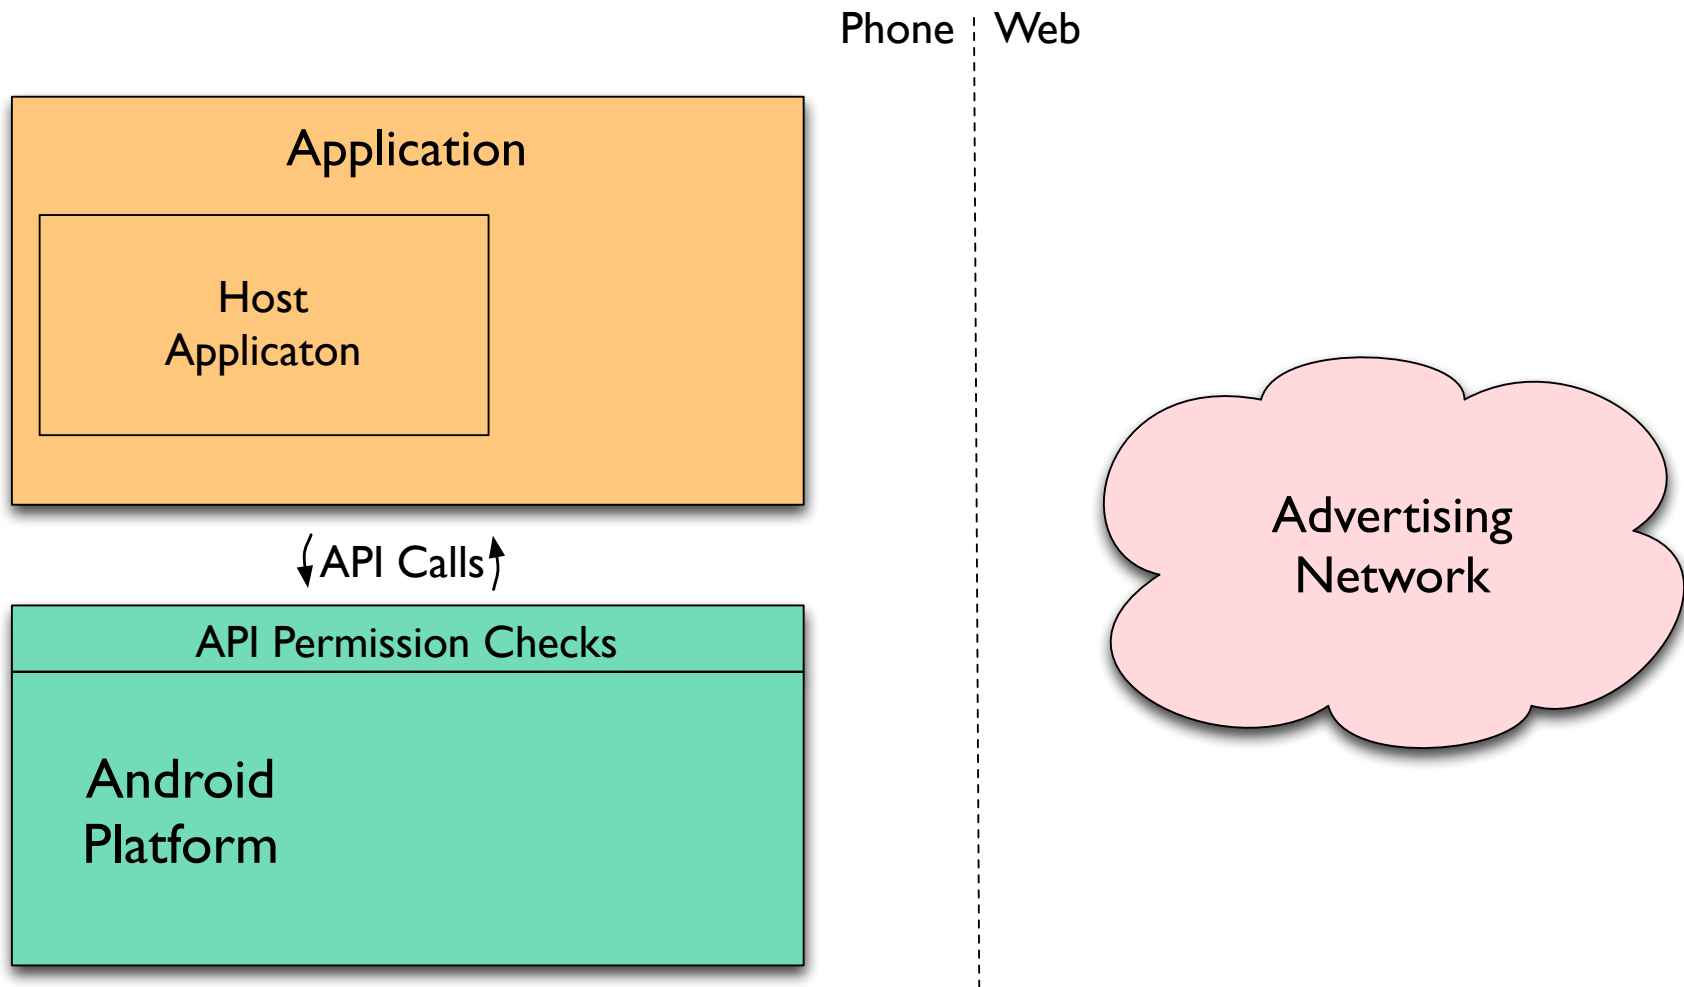 Phone
Web
Application
Host
Applicaton
API Calls
API Permission Checks
Android
Platform
Advertising
Network